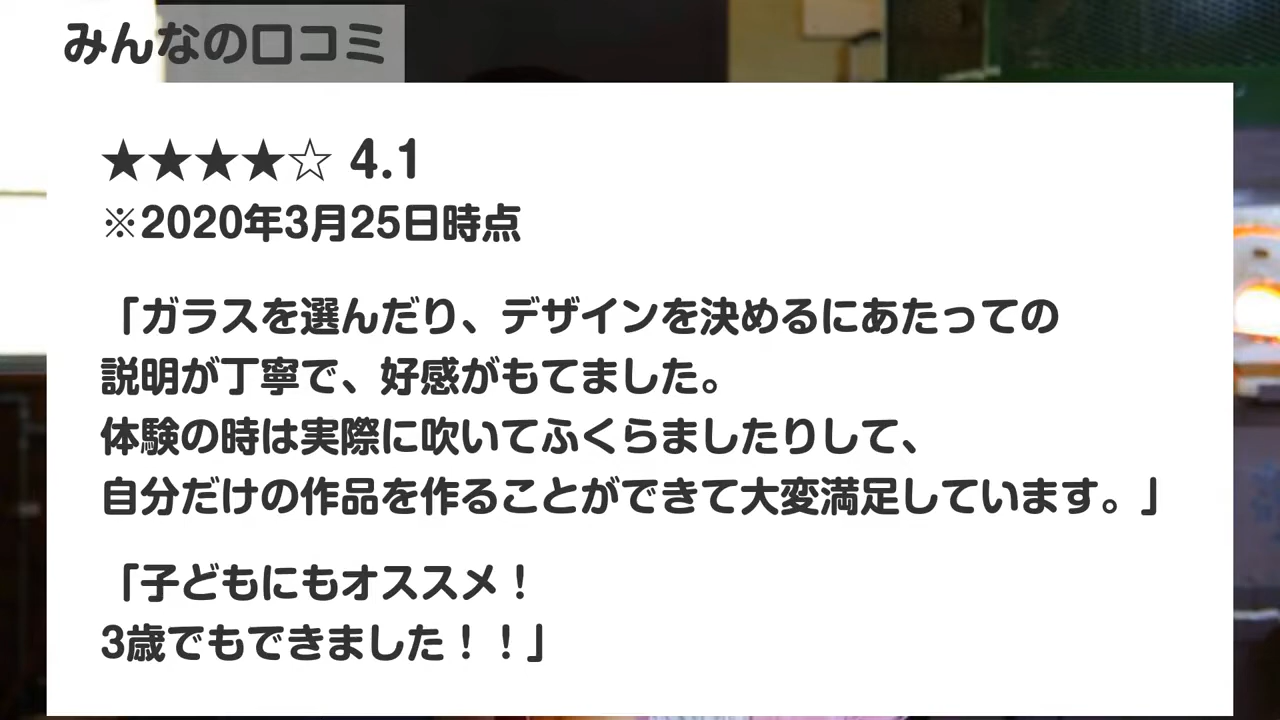 みんなの口コミ
★★★★☆ 4.1
※2020年3月25日時点
「ガラスを選んだり、デザインを決めるにあたっての
説明が丁寧で、好感がもてました。
体験の時は実際に吹いてふくらましたりして、
自分だけの作品を作ることができて大変満足しています。」
「子どもにもオススメ！
3歳でもできました！！」